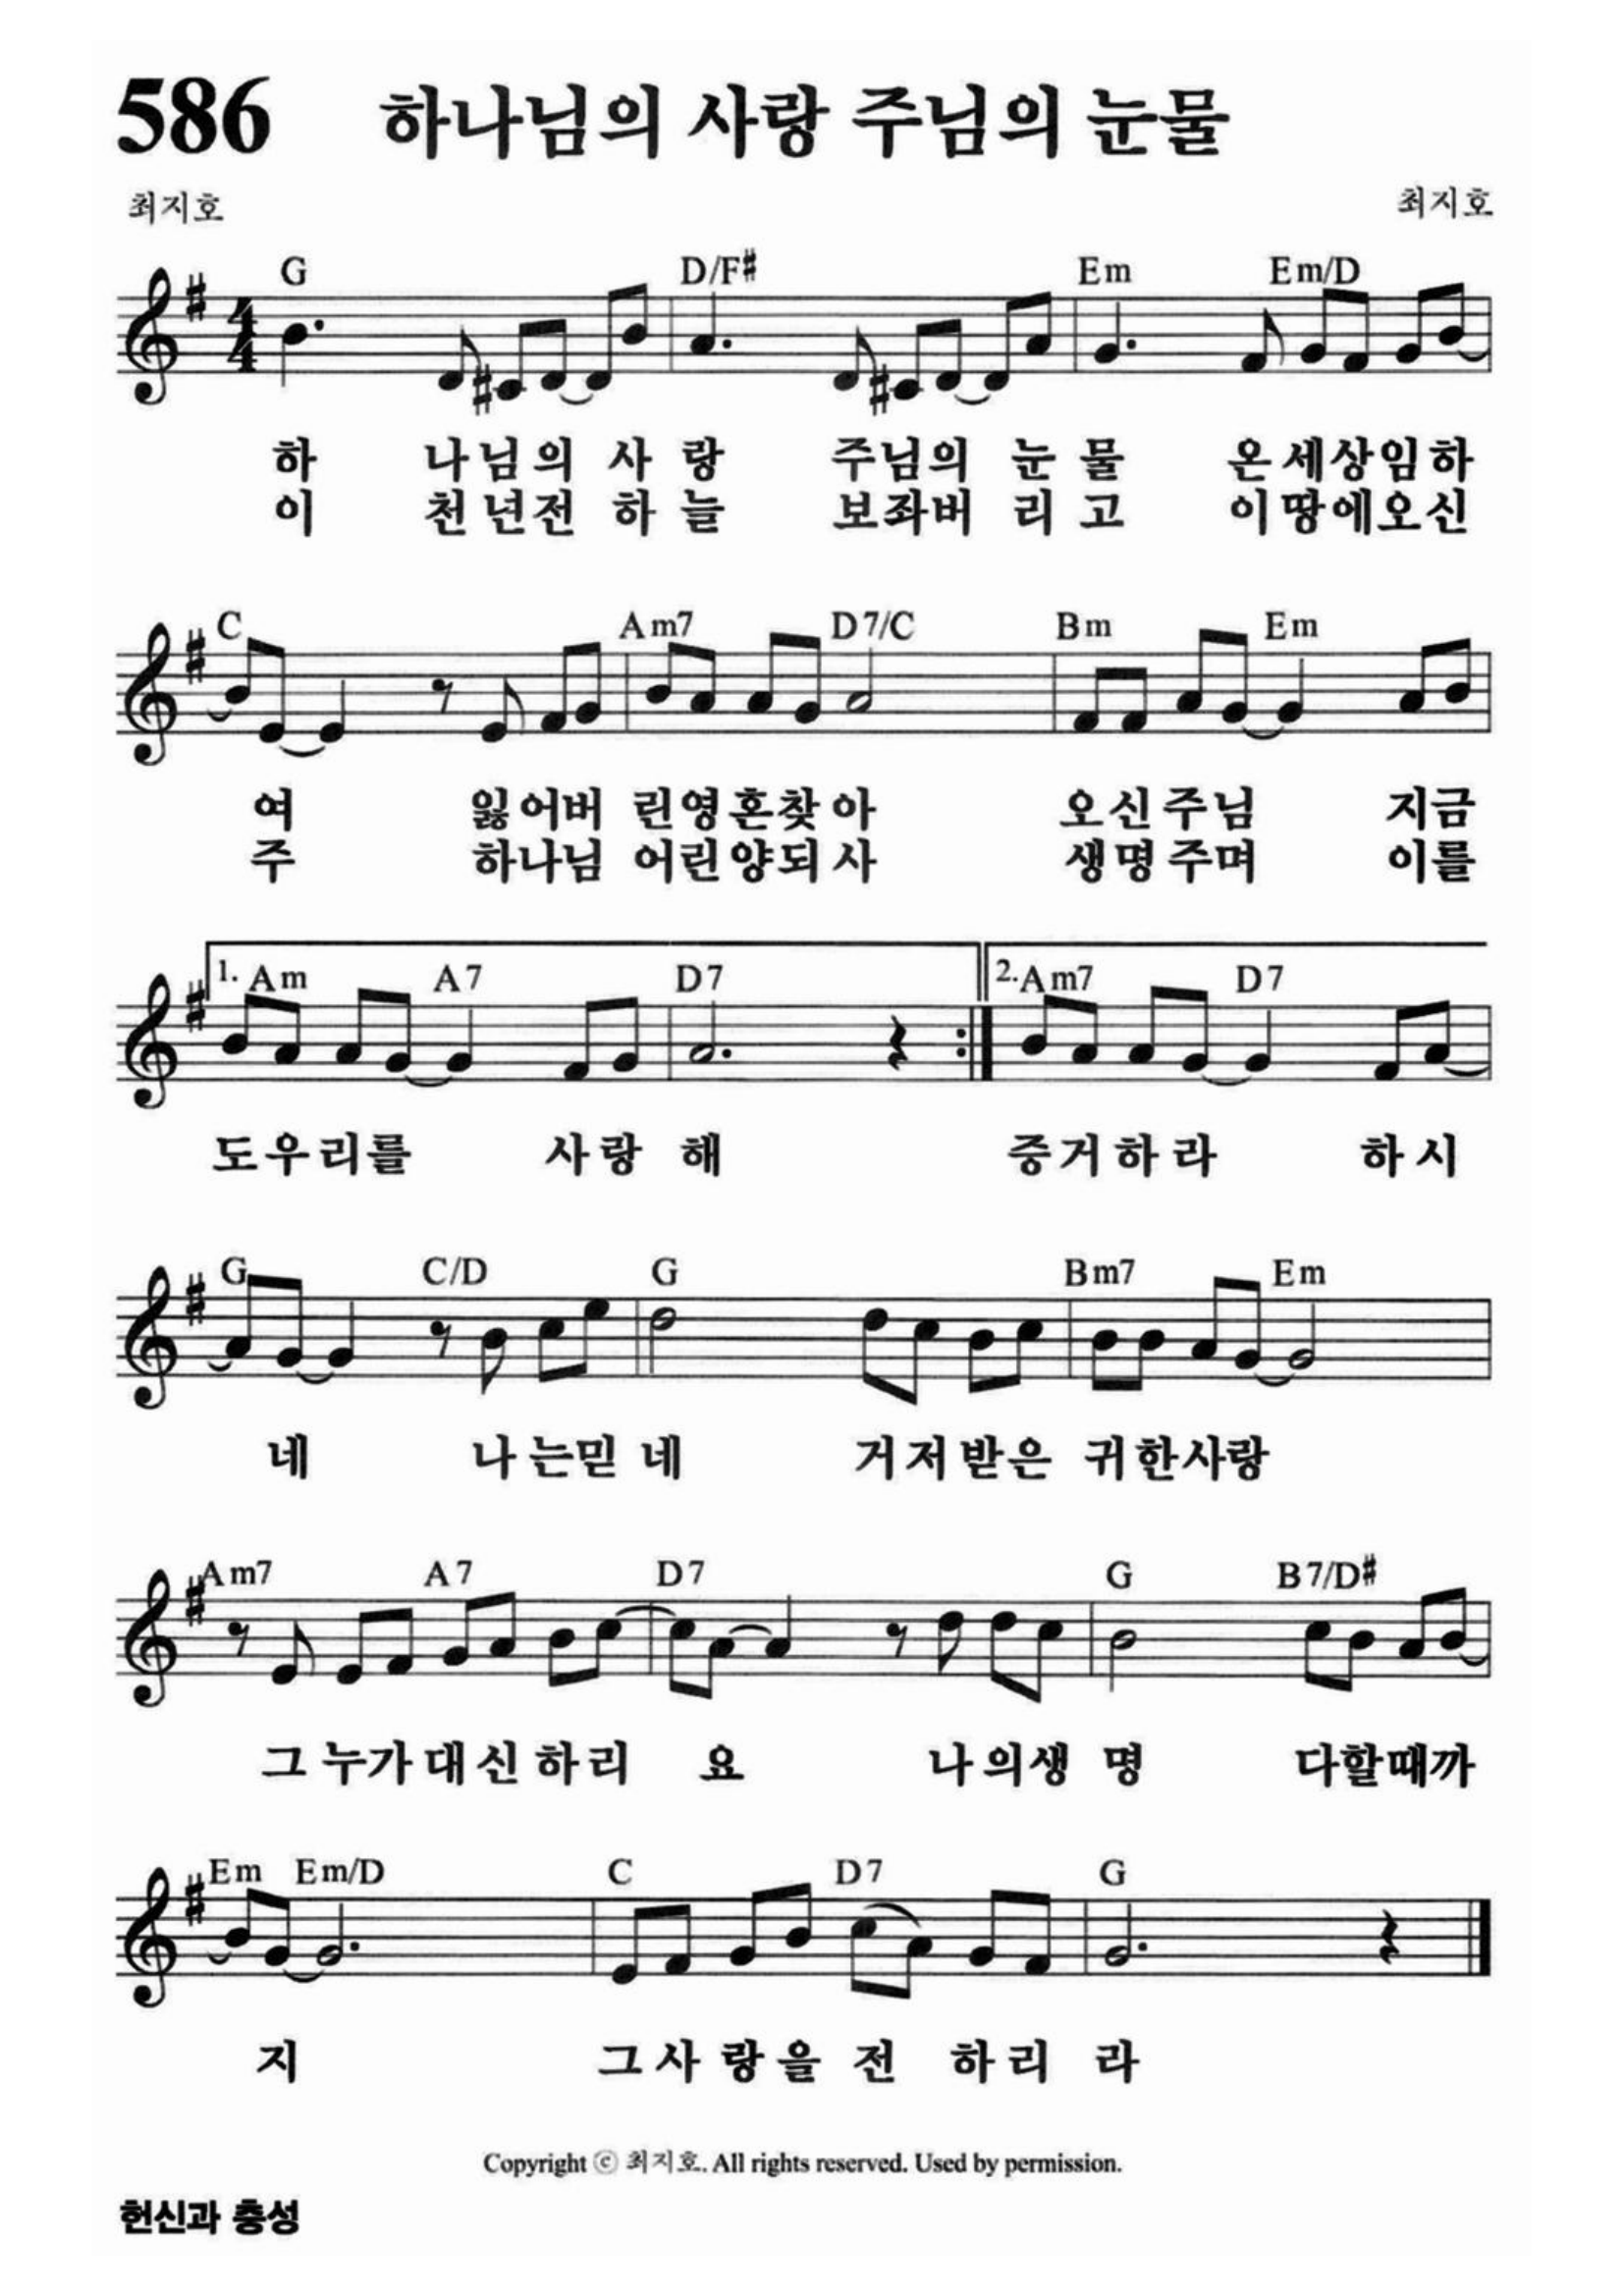 586 하나님의 사랑 주님의 눈물
최지호 최지호
G D/F# Em Em/D
하 나님의 사 랑 주님의 눈 물 온세상임하
이 천년전 하 늘 보좌버 리 고 이땅에오신
C Am7 D7/C Bm Em
여 잃어버 린영혼찾아 오신주님 지금
주 하나님 어린양되사 생명주며 이를
1. Am A7 D7 2. Am7 D7
도우리를 사랑 해 증거하라 하시
G C/D G Bm7 Em
네 나는믿 네 거저받은 귀한사랑
Am7 A7 D7 G B7/D#
그누가대신하리 요 나의생 명 다할때까
Em Em/D C D7 G
지 그사랑을 전 하리 라
Copyright ⓒ 최지호. All rights reserved. Used by permission.
헌신과 충성